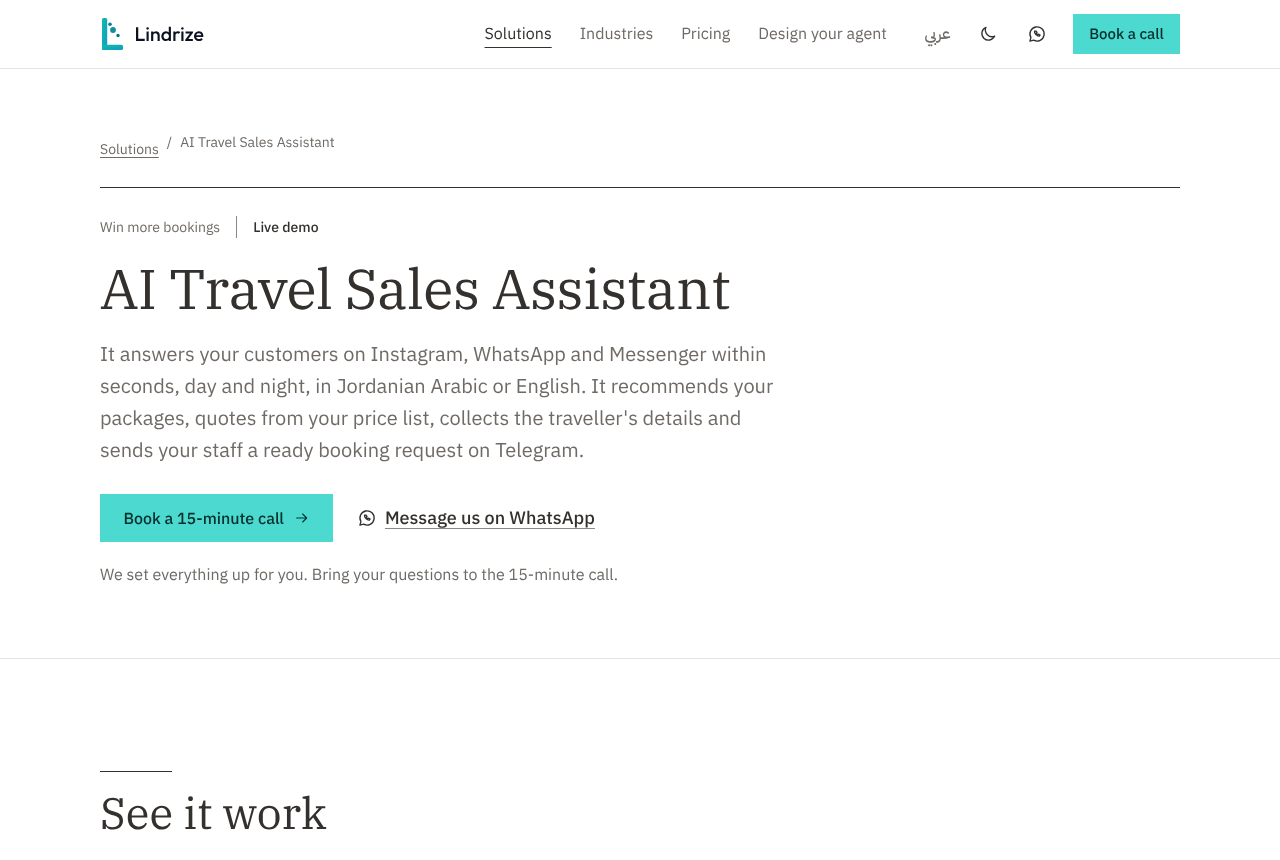 Lindrize
Solutions
Industries
Pricing
Design your agent
عربي
Book a call
Solutions / AI Travel Sales Assistant
Win more bookings
Live demo
AI Travel Sales Assistant
It answers your customers on Instagram, WhatsApp and Messenger within
seconds, day and night, in Jordanian Arabic or English. It recommends your
packages, quotes from your price list, collects the traveller's details and
sends your staff a ready booking request on Telegram.
Book a 15-minute call →
Message us on WhatsApp
We set everything up for you. Bring your questions to the 15-minute call.
See it work